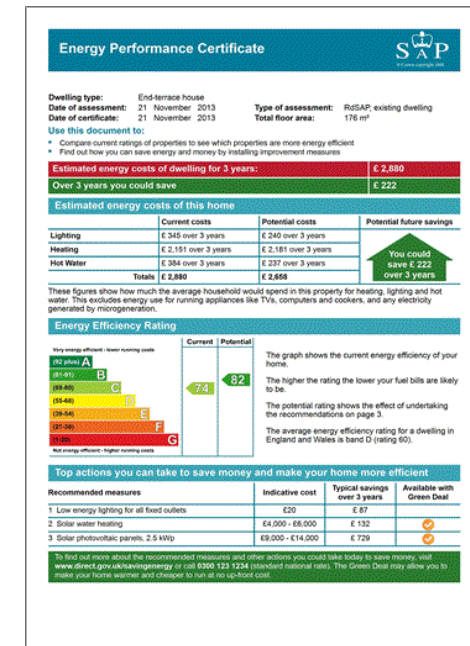 Energy Performance Certificate
SAP
© Crown copyright 2009
Dwelling type: End-terrace house
Date of assessment: 21 November 2013 Type of assessment: RdSAP, existing dwelling
Date of certificate: 21 November 2013 Total floor area: 176 m²
Use this document to:
• Compare current ratings of properties to see which properties are more energy efficient
• Find out how you can save energy and money by installing improvement measures
Estimated energy costs of dwelling for 3 years: £ 2,880
Over 3 years you could save £ 222
Estimated energy costs of this home
Current costs Potential costs Potential future savings
Lighting £ 345 over 3 years £ 240 over 3 years
Heating £ 2,151 over 3 years £ 2,181 over 3 years
Hot Water £ 384 over 3 years £ 237 over 3 years
Totals £ 2,880 £ 2,658
You could
save £ 222
over 3 years
These figures show how much the average household would spend in this property for heating, lighting and hot
water. This excludes energy use for running appliances like TVs, computers and cookers, and any electricity
generated by microgeneration.
Energy Efficiency Rating
Current Potential
Very energy efficient - lower running costs
(92 plus) A
(81-91) B
(69-80) C
(55-68) D
(39-54) E
(21-38) F
(1-20) G
Not energy efficient - higher running costs
74
82
The graph shows the current energy efficiency of your
home.
The higher the rating the lower your fuel bills are likely
to be.
The potential rating shows the effect of undertaking
the recommendations on page 3.
The average energy efficiency rating for a dwelling in
England and Wales is band D (rating 60).
Top actions you can take to save money and make your home more efficient
Recommended measures Indicative cost Typical savings over 3 years Available with Green Deal
1 Low energy lighting for all fixed outlets £20 £ 87
2 Solar water heating £4,000 - £6,000 £ 132
3 Solar photovoltaic panels, 2.5 kWp £9,000 - £14,000 £ 729
To find out more about the recommended measures and other actions you could take today to save money, visit
www.direct.gov.uk/savingenergy or call 0300 123 1234 (standard national rate). The Green Deal may allow you to
make your home warmer and cheaper to run at no up-front cost.